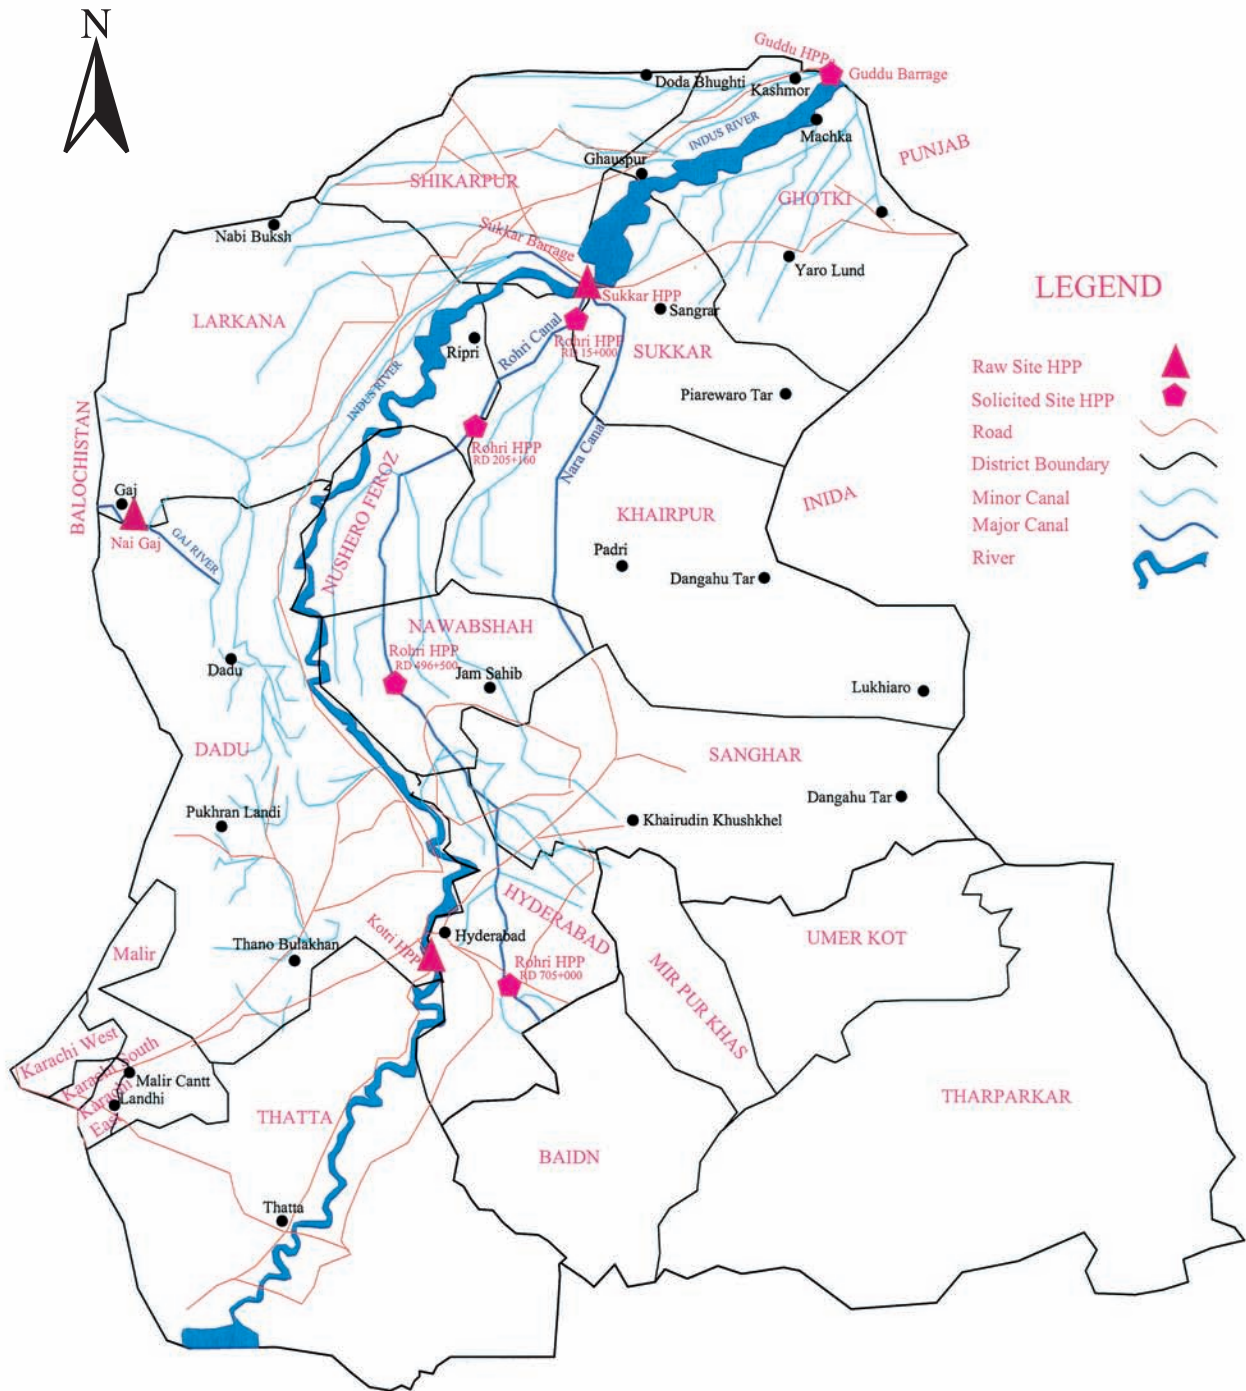 N
Guddu HPPs
Guddu Barrage
Doda Bhughti
Kashmor
INDUS RIVER
Machka
PUNJAB
Ghauspur
SHIKARPUR
GHOTKI
Nabi Buksh
Sukkar Barrage
Yaro Lund
LEGEND
Sukkar HPP
Sangrar
LARKANA
Rohri Canal
Rohri HPP
RD 15+000
SUKKAR
Ripri
INDUS RIVER
Piarewaro Tar
Raw Site HPP
Solicited Site HPP
Road
District Boundary
Minor Canal
Major Canal
River
Rohri HPP
RD 205+160
Nara Canal
BALOCHISTAN
Gaj
Nai Gaj
GAJ RIVER
NUSHERO FEROZ
KHAIRPUR
INIDA
Padri
Dangahu Tar
NAWABSHAH
Rohri HPP
RD 496+500
Jam Sahib
Dadu
Lukhiaro
DADU
SANGHAR
Dangahu Tar
Pukhran Landi
Khairudin Khushkhel
HYDERABAD
Malir
Thano Bulakhan
Kotri HPP
Hyderabad
UMER KOT
Rohri HPP
RD 705+000
MIR PUR KHAS
Karachi West
Karachi South
Malir Cantt
Karachi
East
Landhi
THATTA
THARPARKAR
BAIDN
Thatta